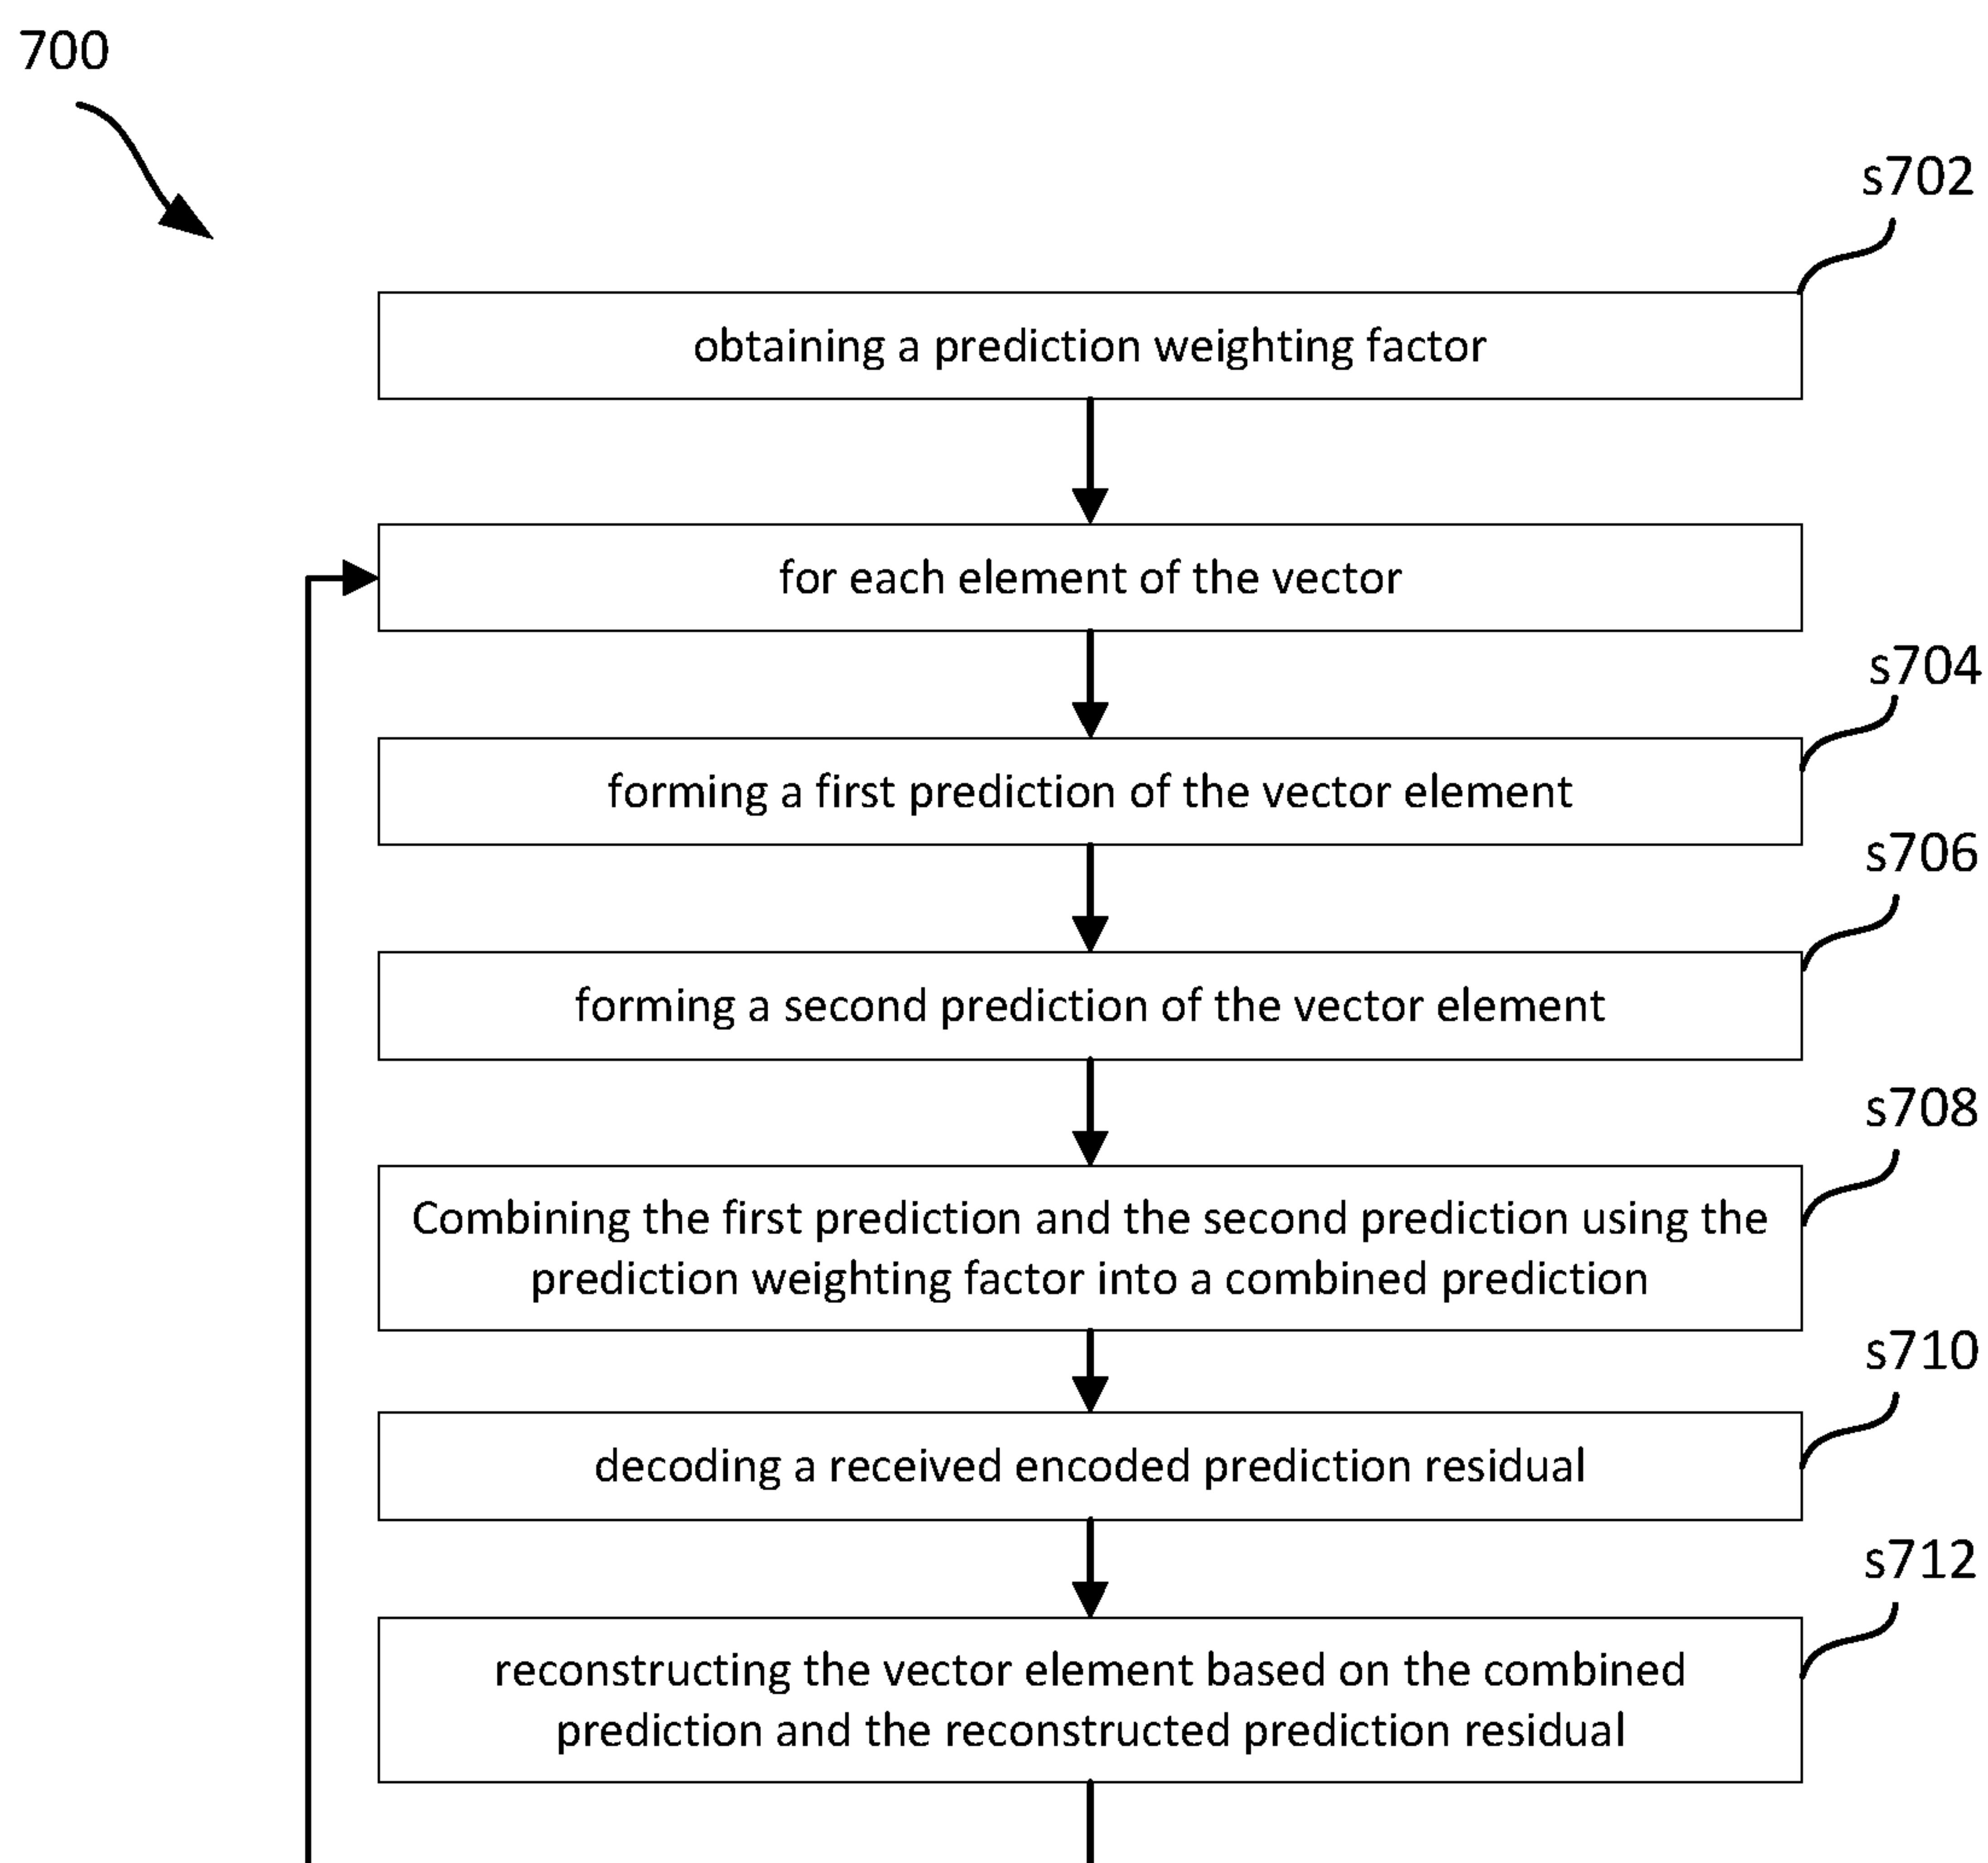 700
s702
obtaining a prediction weighting factor
for each element of the vector
s704
forming a first prediction of the vector element
s706
forming a second prediction of the vector element
s708
Combining the first prediction and the second prediction using the
prediction weighting factor into a combined prediction
s710
decoding a received encoded prediction residual
s712
reconstructing the vector element based on the combined
prediction and the reconstructed prediction residual